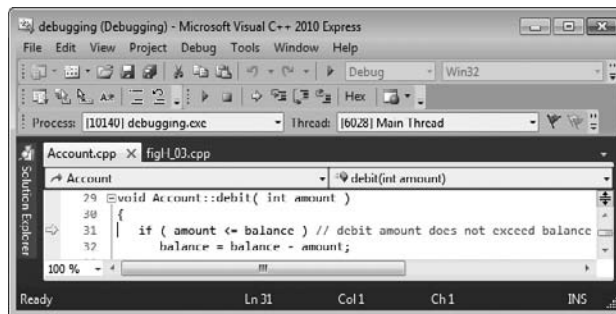 debugging (Debugging) - Microsoft Visual C++ 2010 Express
File Edit View Project Debug Tools Window Help
Debug Win32
Hex
Process: [10140] debugging.exe Thread: [6028] Main Thread
Account.cpp figH_03.cpp
Solution Explorer
Account debit(int amount)
29 void Account::debit( int amount )
30 {
31 if ( amount <= balance ) // debit amount does not exceed balance
32 balance = balance - amount;
100 %
Ready Ln 31 Col 1 Ch 1 INS